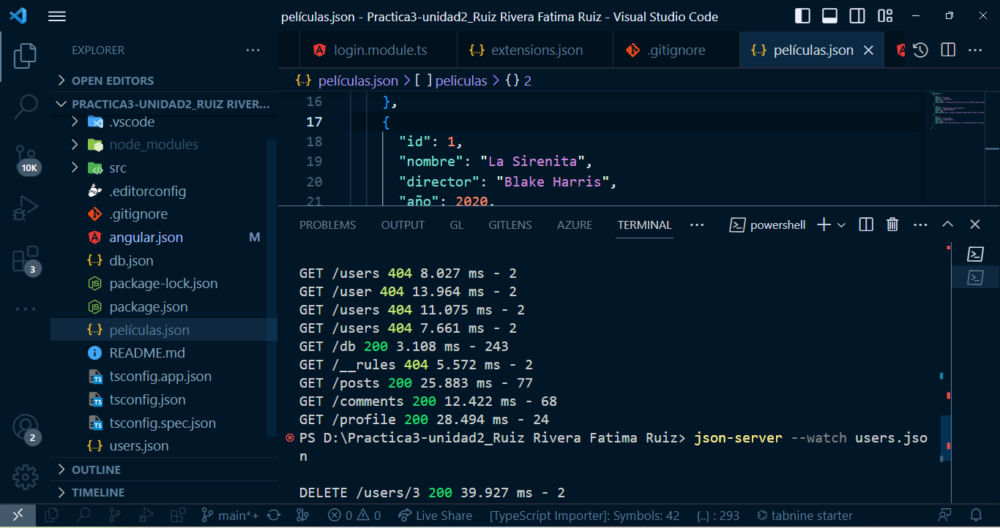 películas.json - Practica3-unidad2_Ruiz Rivera Fatima Ruiz - Visual Studio Code
EXPLORER
login.module.ts
extensions.json
.gitignore
películas.json
OPEN EDITORS
PRACTICA3-UNIDAD2_RUIZ RIVER...
.vscode
node_modules
src
.editorconfig
.gitignore
angular.json M
db.json
package-lock.json
package.json
películas.json
README.md
tsconfig.app.json
tsconfig.json
tsconfig.spec.json
users.json
OUTLINE
TIMELINE
10K
3
2
películas.json > [ ] peliculas > {} 2
16 },
17 {
18 "id": 1,
19 "nombre": "La Sirenita",
20 "director": "Blake Harris",
21 "año": 2020,
PROBLEMS OUTPUT GL GITLENS AZURE TERMINAL ... powershell
GET /users 404 8.027 ms - 2
GET /user 404 13.964 ms - 2
GET /users 404 11.075 ms - 2
GET /users 404 7.661 ms - 2
GET /db 200 3.108 ms - 243
GET /__rules 404 5.572 ms - 2
GET /posts 200 25.883 ms - 77
GET /comments 200 12.422 ms - 68
GET /profile 200 28.494 ms - 24
PS D:\Practica3-unidad2_Ruiz Rivera Fatima Ruiz> json-server --watch users.jso
n
DELETE /users/3 200 39.927 ms - 2
main*+ 0 0 Live Share [TypeScript Importer]: Symbols: 42 {..} : 293 tabnine starter